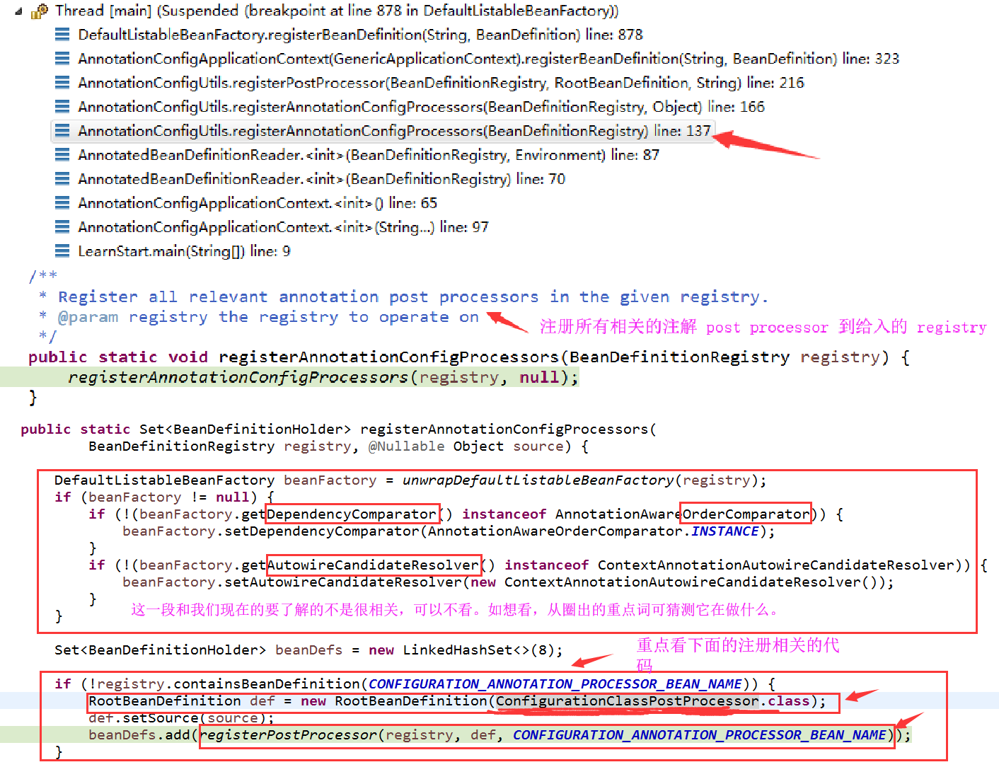 Thread [main] (Suspended (breakpoint at line 878 in DefaultListableBeanFactory))
DefaultListableBeanFactory.registerBeanDefinition(String, BeanDefinition) line: 878
AnnotationConfigApplicationContext(GenericApplicationContext).registerBeanDefinition(String, BeanDefinition) line: 323
AnnotationConfigUtils.registerPostProcessor(BeanDefinitionRegistry, RootBeanDefinition, String) line: 216
AnnotationConfigUtils.registerAnnotationConfigProcessors(BeanDefinitionRegistry, Object) line: 166
AnnotationConfigUtils.registerAnnotationConfigProcessors(BeanDefinitionRegistry) line: 137
AnnotatedBeanDefinitionReader.<init>(BeanDefinitionRegistry, Environment) line: 87
AnnotatedBeanDefinitionReader.<init>(BeanDefinitionRegistry) line: 70
AnnotationConfigApplicationContext.<init>() line: 65
AnnotationConfigApplicationContext.<init>(String...) line: 97
LearnStart.main(String[]) line: 9
/**
* Register all relevant annotation post processors in the given registry.
* @param registry the registry to operate on
注册所有相关的注解 post processor 到给入的 registry
*/
public static void registerAnnotationConfigProcessors(BeanDefinitionRegistry registry) {
registerAnnotationConfigProcessors(registry, null);
}
public static Set<BeanDefinitionHolder> registerAnnotationConfigProcessors(
BeanDefinitionRegistry registry, @Nullable Object source) {
DefaultListableBeanFactory beanFactory = unwrapDefaultListableBeanFactory(registry);
if (beanFactory != null) {
if (!(beanFactory.getDependencyComparator() instanceof AnnotationAwareOrderComparator)) {
beanFactory.setDependencyComparator(AnnotationAwareOrderComparator.INSTANCE);
}
if (!(beanFactory.getAutowireCandidateResolver() instanceof ContextAnnotationAutowireCandidateResolver)) {
beanFactory.setAutowireCandidateResolver(new ContextAnnotationAutowireCandidateResolver());
}
这一段和我们现在的要了解的不是很相关，可以不看。如想看，从圈出的重点词可猜测它在做什么。
}
Set<BeanDefinitionHolder> beanDefs = new LinkedHashSet<>(8);
重点看下面的注册相关的代
码
if (!registry.containsBeanDefinition(CONFIGURATION_ANNOTATION_PROCESSOR_BEAN_NAME)) {
RootBeanDefinition def = new RootBeanDefinition(ConfigurationClassPostProcessor.class);
def.setSource(source);
beanDefs.add(registerPostProcessor(registry, def, CONFIGURATION_ANNOTATION_PROCESSOR_BEAN_NAME));
}